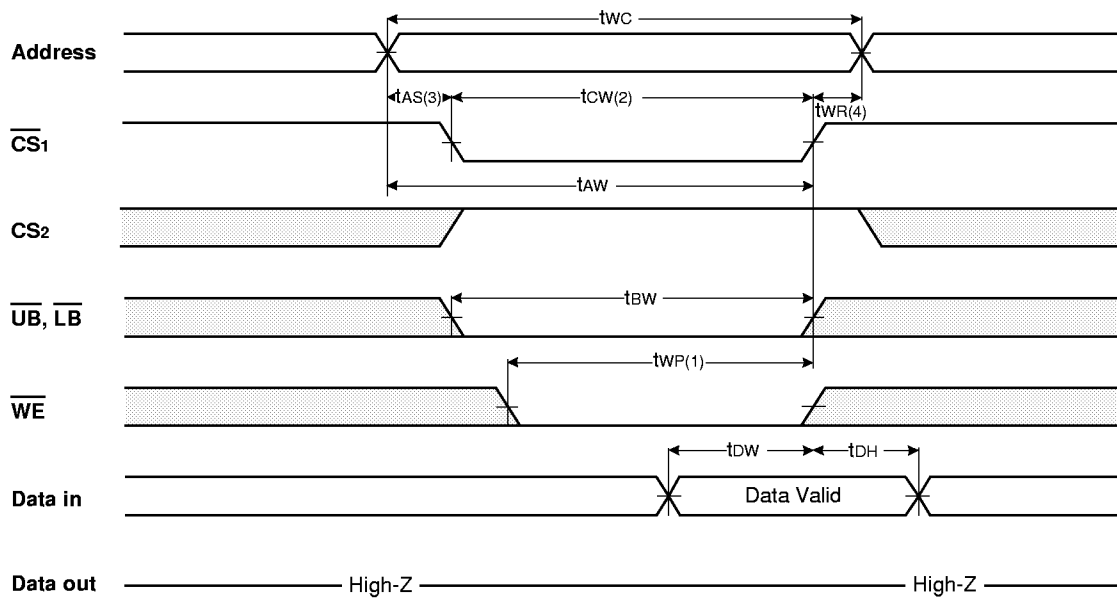 tWC
Address
tAS(3)
tCW(2)
tWR(4)
CS1
tAW
CS2
tBW
UB, LB
tWP(1)
WE
tDW
tDH
Data in
Data Valid
Data out
High-Z
High-Z